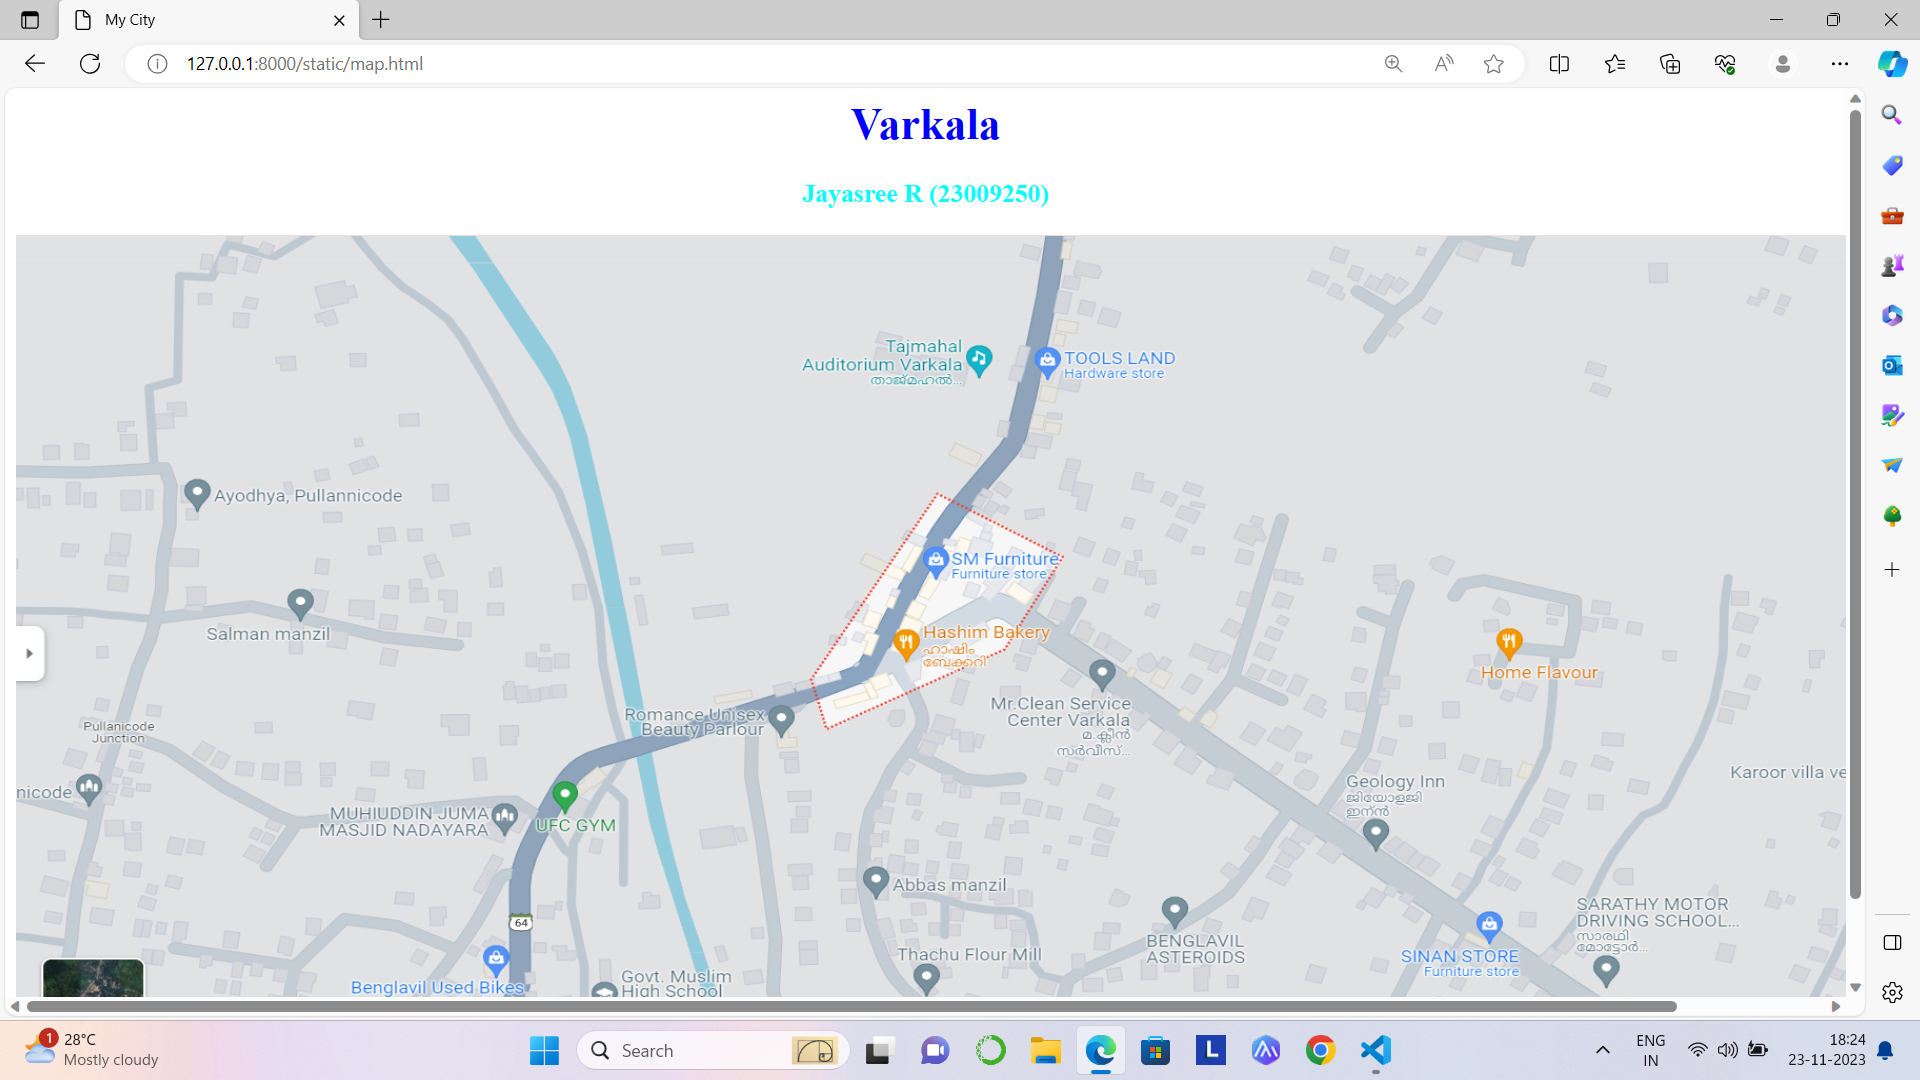 My City
127.0.0.1:8000/static/map.html
Varkala
Jayasree R (23009250)
Tajmahal
Auditorium Varkala
താജ്മഹൽ...
TOOLS LAND
Hardware store
Ayodhya, Pullannicode
SM Furniture
Furniture store
Salman manzil
Hashim Bakery
ഹാഷിം
ബേക്കറി
Home Flavour
Mr.Clean Service
Center Varkala
മ.ക്ലീൻ
സർവീസ്...
Romance Unisex
Beauty Parlour
Pullanicode
Junction
Karoor villa ve
Geology Inn
ജിയോളജി
ഇന്ൻ
nicode
MUHIUDDIN JUMA
MASJID NADAYARA
UFC GYM
Abbas manzil
64
SARATHY MOTOR
DRIVING SCHOOL...
സാരഥി
മോട്ടോർ...
BENGLAVIL
ASTEROIDS
Thachu Flour Mill
SINAN STORE
Furniture store
Benglavil Used Bikes
Govt. Muslim
High School
1
28°C
Mostly cloudy
Search
L
ENG
IN
18:24
23-11-2023